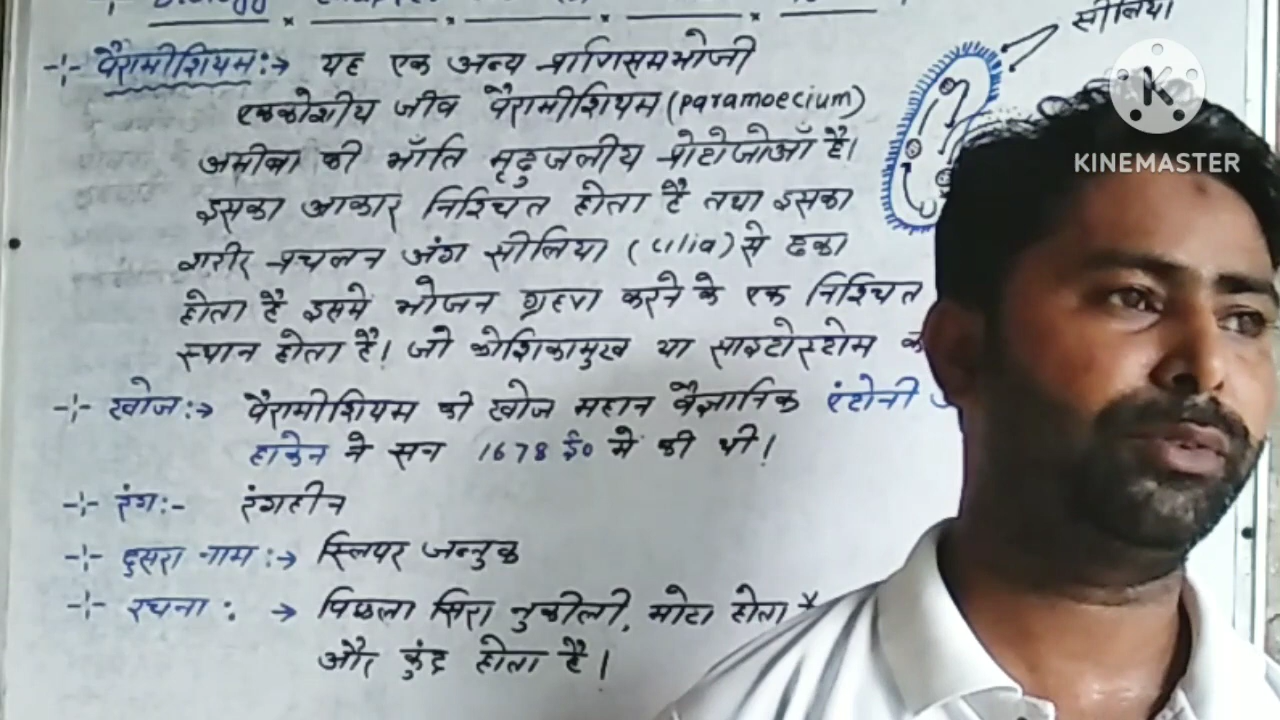 Biology
सीलिया
पैरामीशियम :→ यह एक अन्य प्राणिसमभोजी
एककोशीय जीव पैरामीशियम (Paramoecium)
अमीबा की भाँति मृदुजलीय प्रोटोजोआँ है।
इसका आकार निश्चित होता है तथा इसका
शरीर प्रचलन अंग सीलिया (Cilia) से ढका
होता है इसमे भोजन ग्रहण करने के एक निश्चित
स्थान होता है। जो कोशिकामुख या साइटोस्टोम
खोज :→ पैरामीशियम की खोज महान वैज्ञानिक एंटोनी
हाकेन ने सन 1678 ई० मे की थी।
रंग :- रंगहीन
दुसरा नाम :→ स्लिपर जन्तुक
रचना : → पिछला सिरा नुकीली, मोटा होता
और कुंद्र होता है।
KINEMASTER